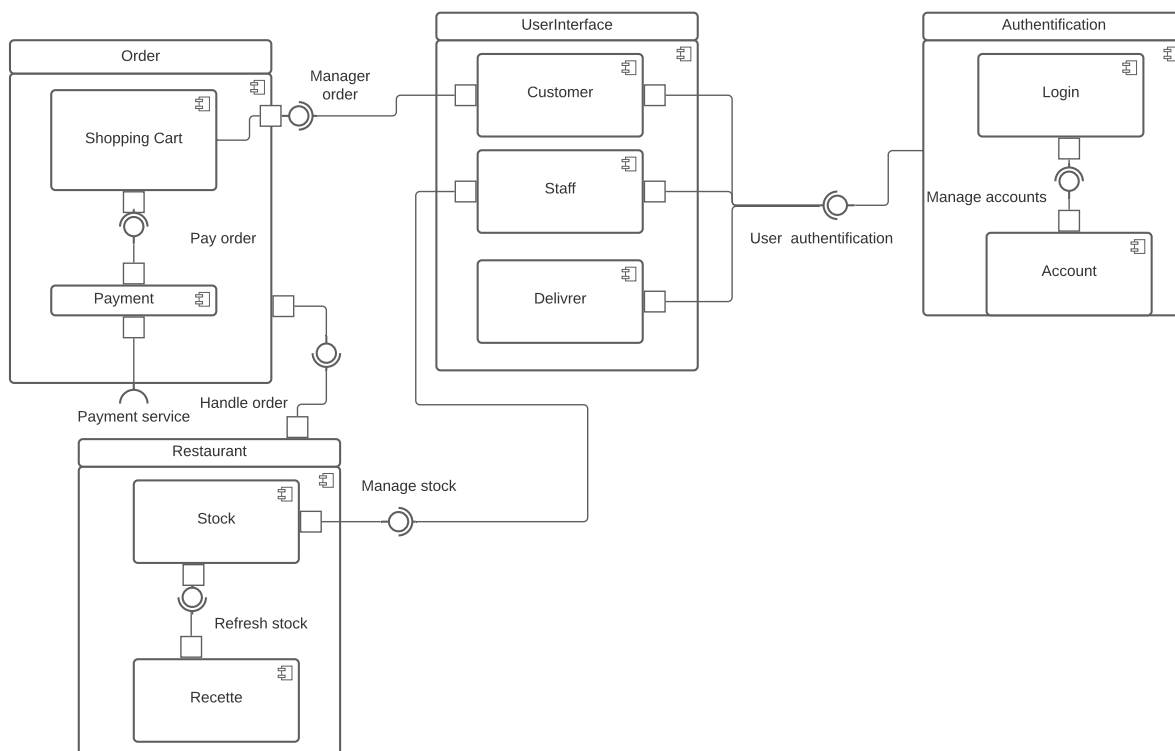 UserInterface
Authentification
Order
Manager
order
Customer
Login
Shopping Cart
Staff
Manage accounts
Pay order
User authentification
Account
Payment
Delivrer
Handle order
Payment service
Restaurant
Manage stock
Stock
Refresh stock
Recette